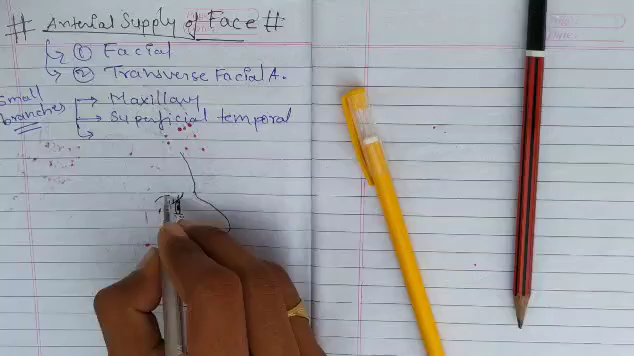 # Arterial Supply of Face #
① Facial
② Transverse Facial A.
Small branches
Maxillary
Superficial temporal